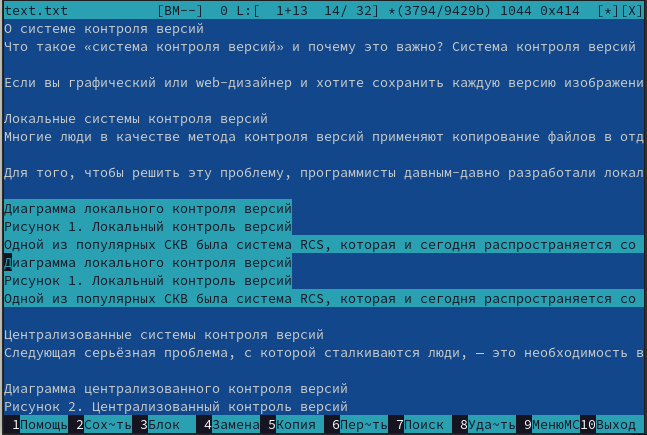 text.txt [BM--] 0 L:[ 1+13 14/ 32] *(3794/9429b) 1044 0x414 [*][X]
О системе контроля версий
Что такое «система контроля версий» и почему это важно? Система контроля версий
Если вы графический или web-дизайнер и хотите сохранить каждую версию изображени
Локальные системы контроля версий
Многие люди в качестве метода контроля версий применяют копирование файлов в отд
Для того, чтобы решить эту проблему, программисты давным-давно разработали локал
Диаграмма локального контроля версий
Рисунок 1. Локальный контроль версий
Одной из популярных СКВ была система RCS, которая и сегодня распространяется со
Диаграмма локального контроля версий
Рисунок 1. Локальный контроль версий
Одной из популярных СКВ была система RCS, которая и сегодня распространяется со
Централизованные системы контроля версий
Следующая серьёзная проблема, с которой сталкиваются люди, — это необходимость в
Диаграмма централизованного контроля версий
Рисунок 2. Централизованный контроль версий
1Помощь 2Сох~ть 3Блок 4Замена 5Копия 6Пер~ть 7Поиск 8Уда~ть 9МенюМС 10Выход